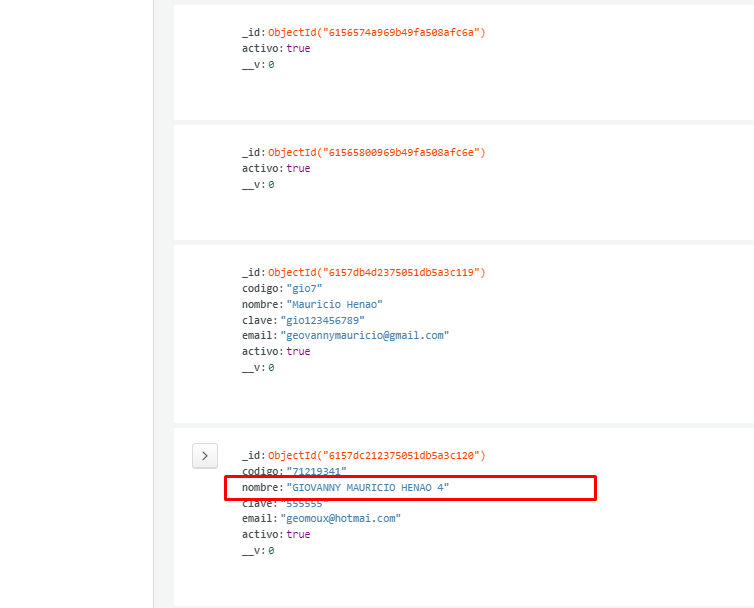 _id: ObjectId("6156574a969b49fa508afc6a")
activo: true
__v: 0
_id: ObjectId("61565800969b49fa508afc6e")
activo: true
__v: 0
_id: ObjectId("6157db4d2375051db5a3c119")
codigo: "gio7"
nombre: "Mauricio Henao"
clave: "gio123456789"
email: "geovannymauricio@gmail.com"
activo: true
__v: 0
_id: ObjectId("6157dc212375051db5a3c120")
codigo: "71219341"
nombre: "GIOVANNY MAURICIO HENAO 4"
clave: "555555"
email: "geomoux@hotmai.com"
activo: true
__v: 0